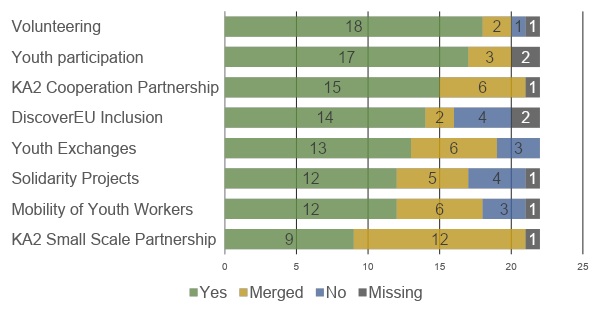 Volunteering 18 2 1 1
Youth participation 17 3 2
KA2 Cooperation Partnership 15 6 1
DiscoverEU Inclusion 14 2 4 2
Youth Exchanges 13 6 3
Solidarity Projects 12 5 4 1
Mobility of Youth Workers 12 6 3 1
KA2 Small Scale Partnership 9 12 1
0 5 10 15 20 25
Yes Merged No Missing